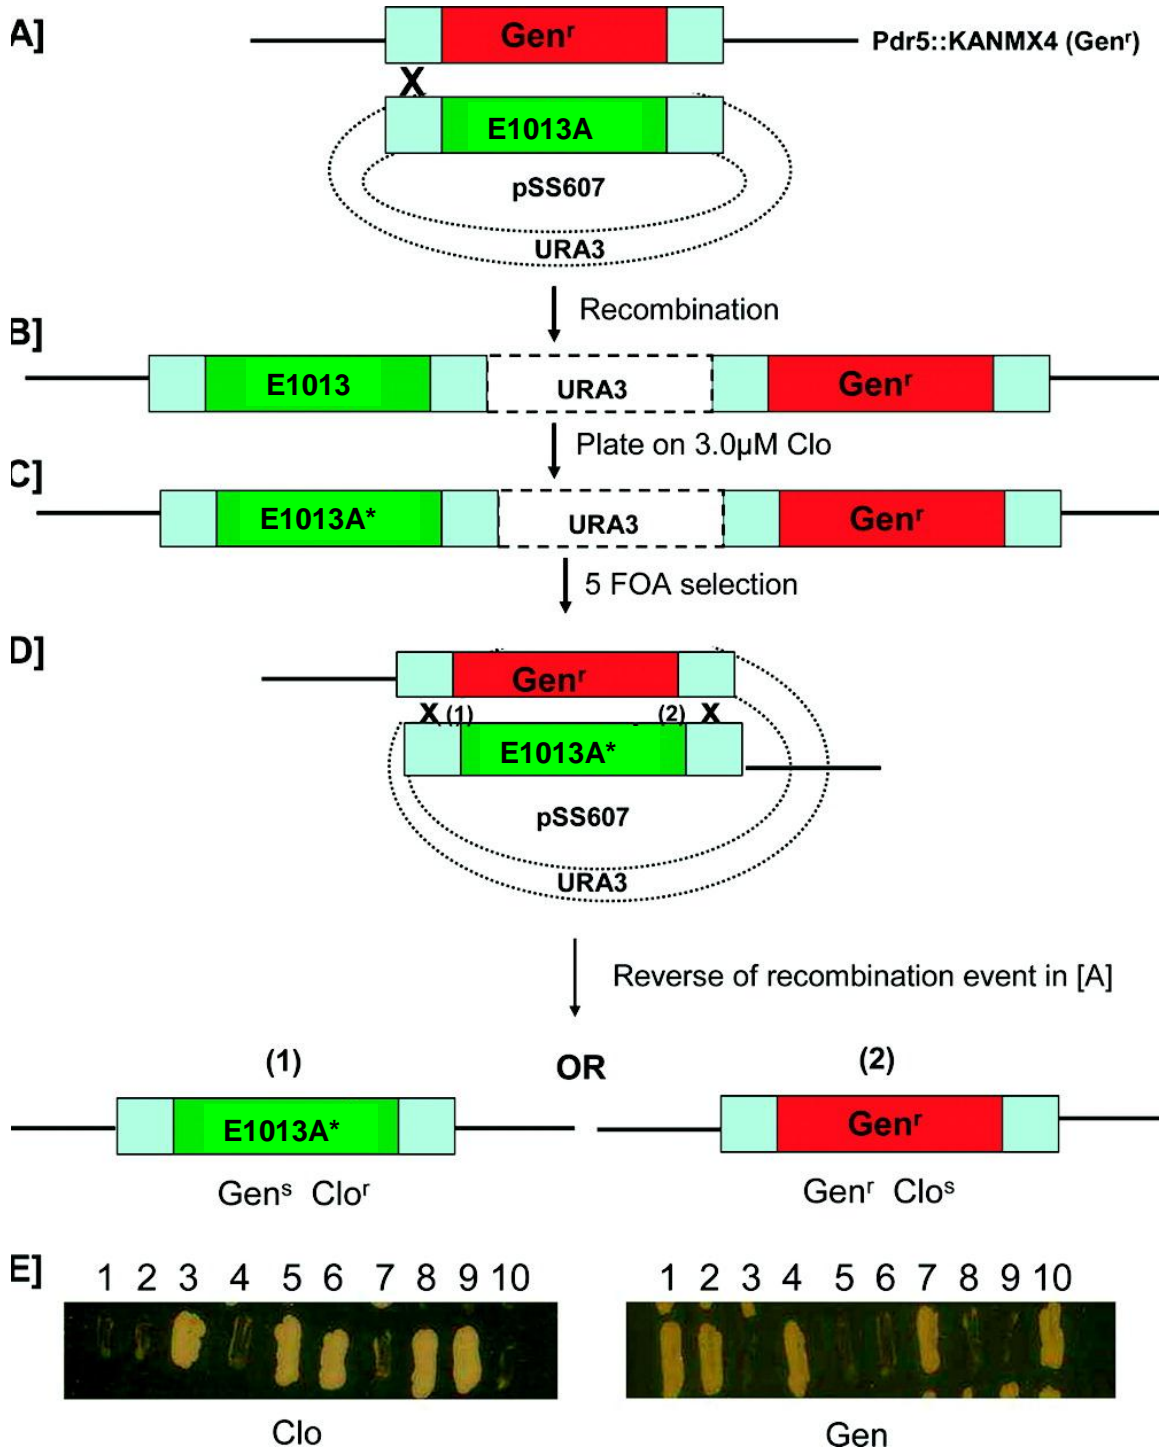 A]
Genʳ
Pdr5::KANMX4 (Genʳ)
X
E1013A
pSS607
URA3
Recombination
B]
E1013
URA3
Genʳ
Plate on 3.0µM Clo
C]
E1013A*
URA3
Genʳ
5 FOA selection
D]
Genʳ
X (1) (2) X
E1013A*
pSS607
URA3
Reverse of recombination event in [A]
(1) OR (2)
E1013A*
Genʳ
Genˢ Cloʳ
Genʳ Cloˢ
E]
1 2 3 4 5 6 7 8 9 10
1 2 3 4 5 6 7 8 9 10
Clo
Gen